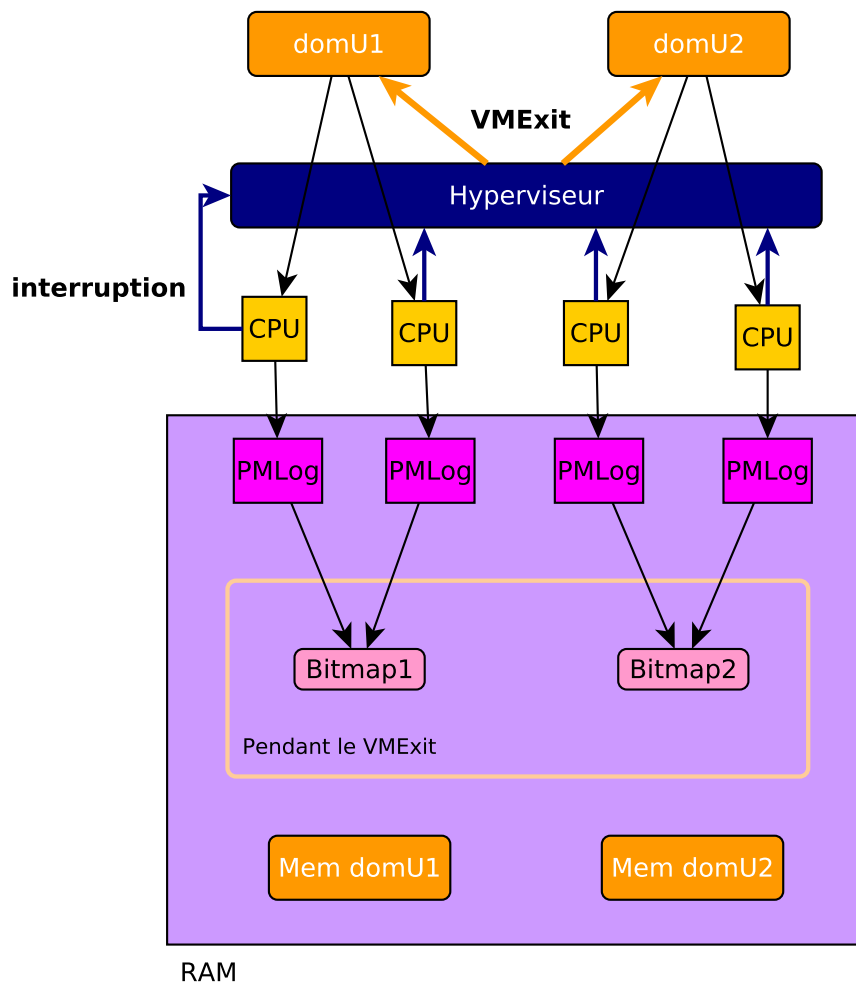 domU1
domU2
VMExit
Hyperviseur
interruption
CPU
CPU
CPU
CPU
PMLog
PMLog
PMLog
PMLog
Bitmap1
Bitmap2
Pendant le VMExit
Mem domU1
Mem domU2
RAM